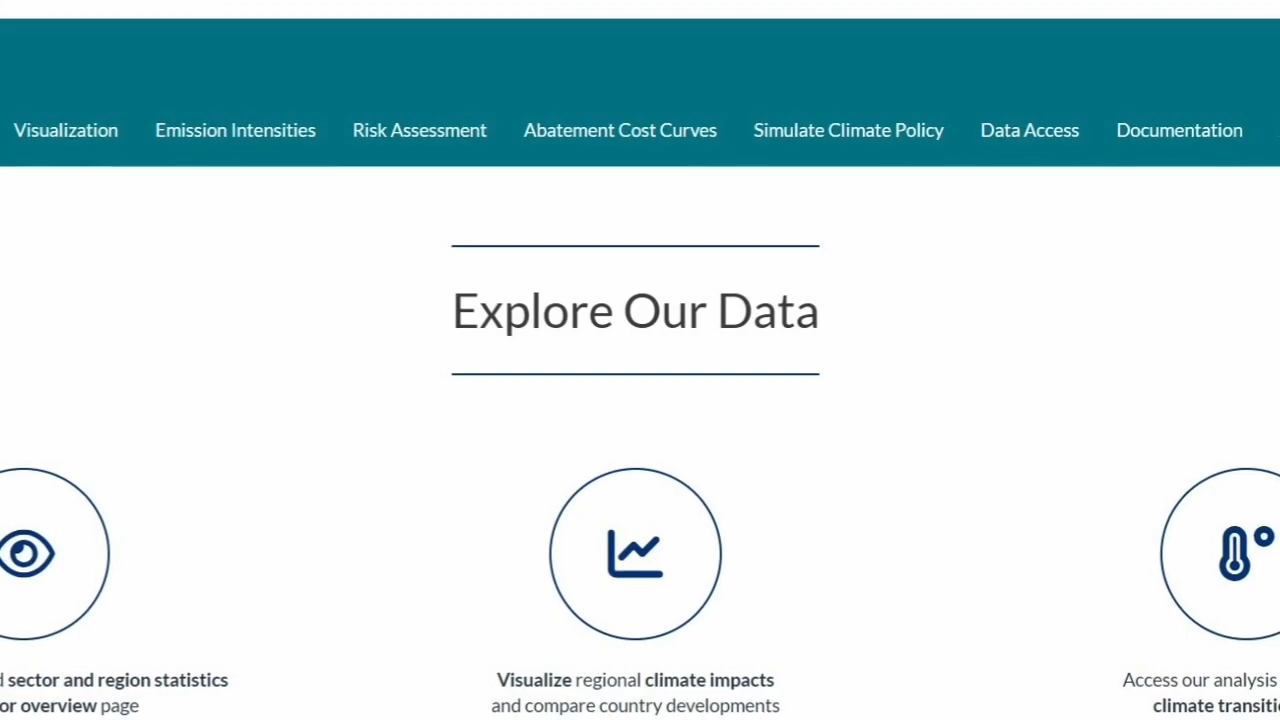 Visualization Emission Intensities Risk Assessment Abatement Cost Curves Simulate Climate Policy Data Access Documentation
Explore Our Data
sector and region statistics
overview page
Visualize regional climate impacts
and compare country developments
Access our analysis
climate